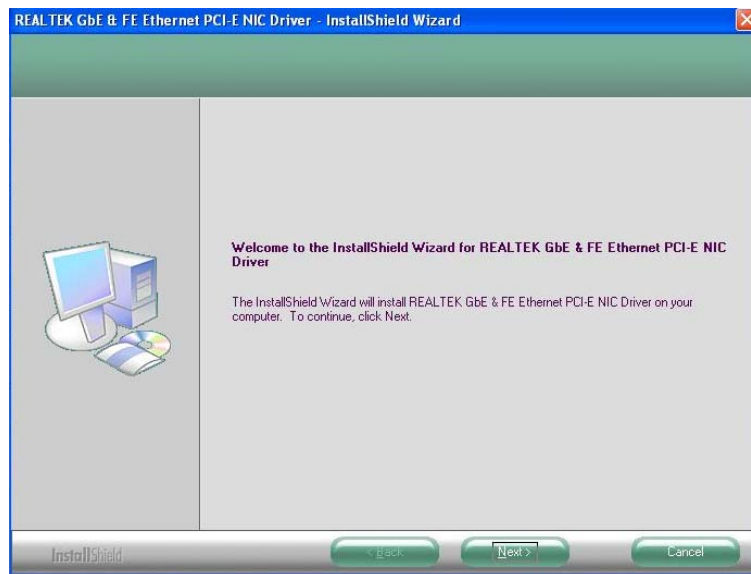 REALTEK GbE & FE Ethernet PCI-E NIC Driver - InstallShield Wizard
Welcome to the InstallShield Wizard for REALTEK GbE & FE Ethernet PCI-E NIC
Driver
The InstallShield Wizard will install REALTEK GbE & FE Ethernet PCI-E NIC Driver on your
computer. To continue, click Next.
InstallShield
< Back
Next >
Cancel